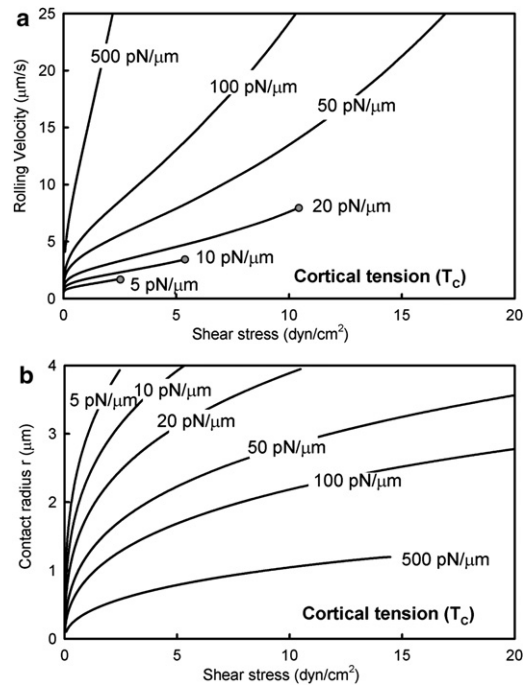 a
25
20
15
10
5
0
Rolling Velocity (μm/s)
500 pN/μm
100 pN/μm
50 pN/μm
20 pN/μm
10 pN/μm
5 pN/μm
Cortical tension (T_C)
0 5 10 15 20
Shear stress (dyn/cm²)
b
4
3
2
1
0
Contact radius r (μm)
5 pN/μm
10 pN/μm
20 pN/μm
50 pN/μm
100 pN/μm
500 pN/μm
Cortical tension (T_C)
0 5 10 15 20
Shear stress (dyn/cm²)